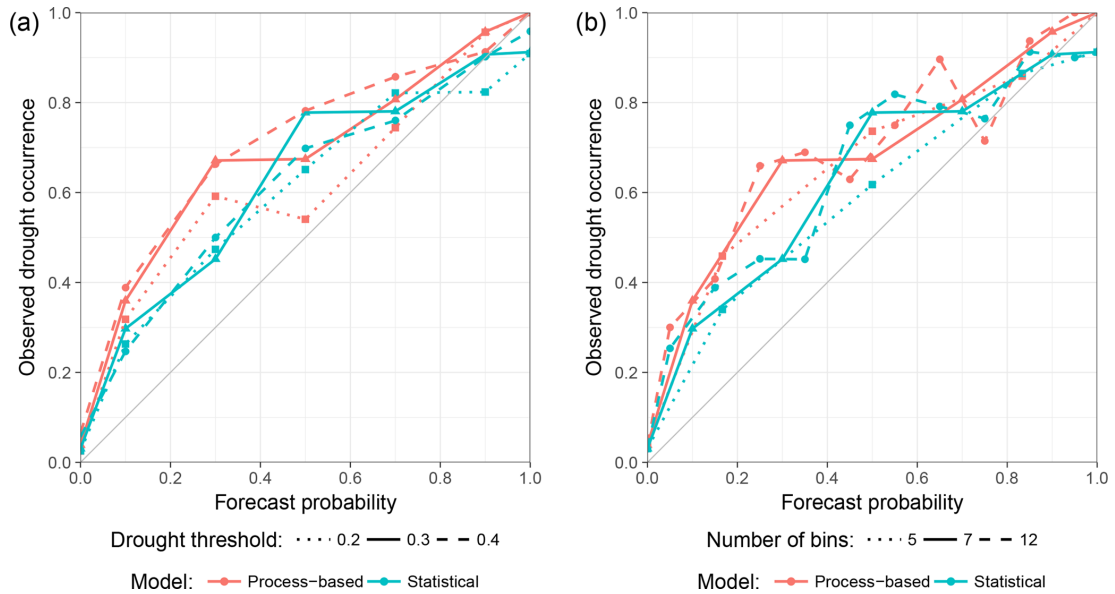 (a)
Observed drought occurrence
1.0
0.8
0.6
0.4
0.2
0.0
0.0 0.2 0.4 0.6 0.8 1.0
Forecast probability
Drought threshold: 0.2 0.3 0.4
Model: Process−based Statistical
(b)
Observed drought occurrence
1.0
0.8
0.6
0.4
0.2
0.0
0.0 0.2 0.4 0.6 0.8 1.0
Forecast probability
Number of bins: 5 7 12
Model: Process−based Statistical